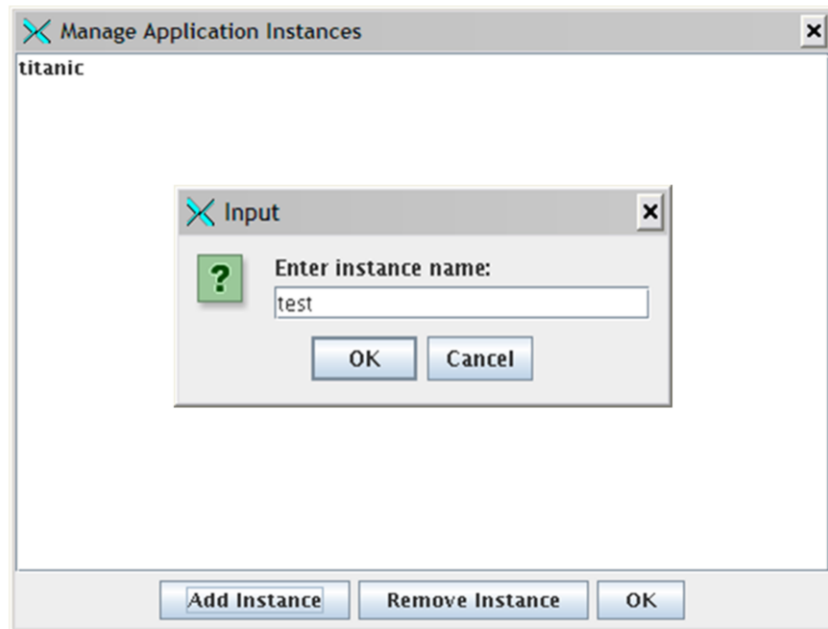 Manage Application Instances
titanic
Input
?
Enter instance name:
test
OK Cancel
Add Instance Remove Instance OK